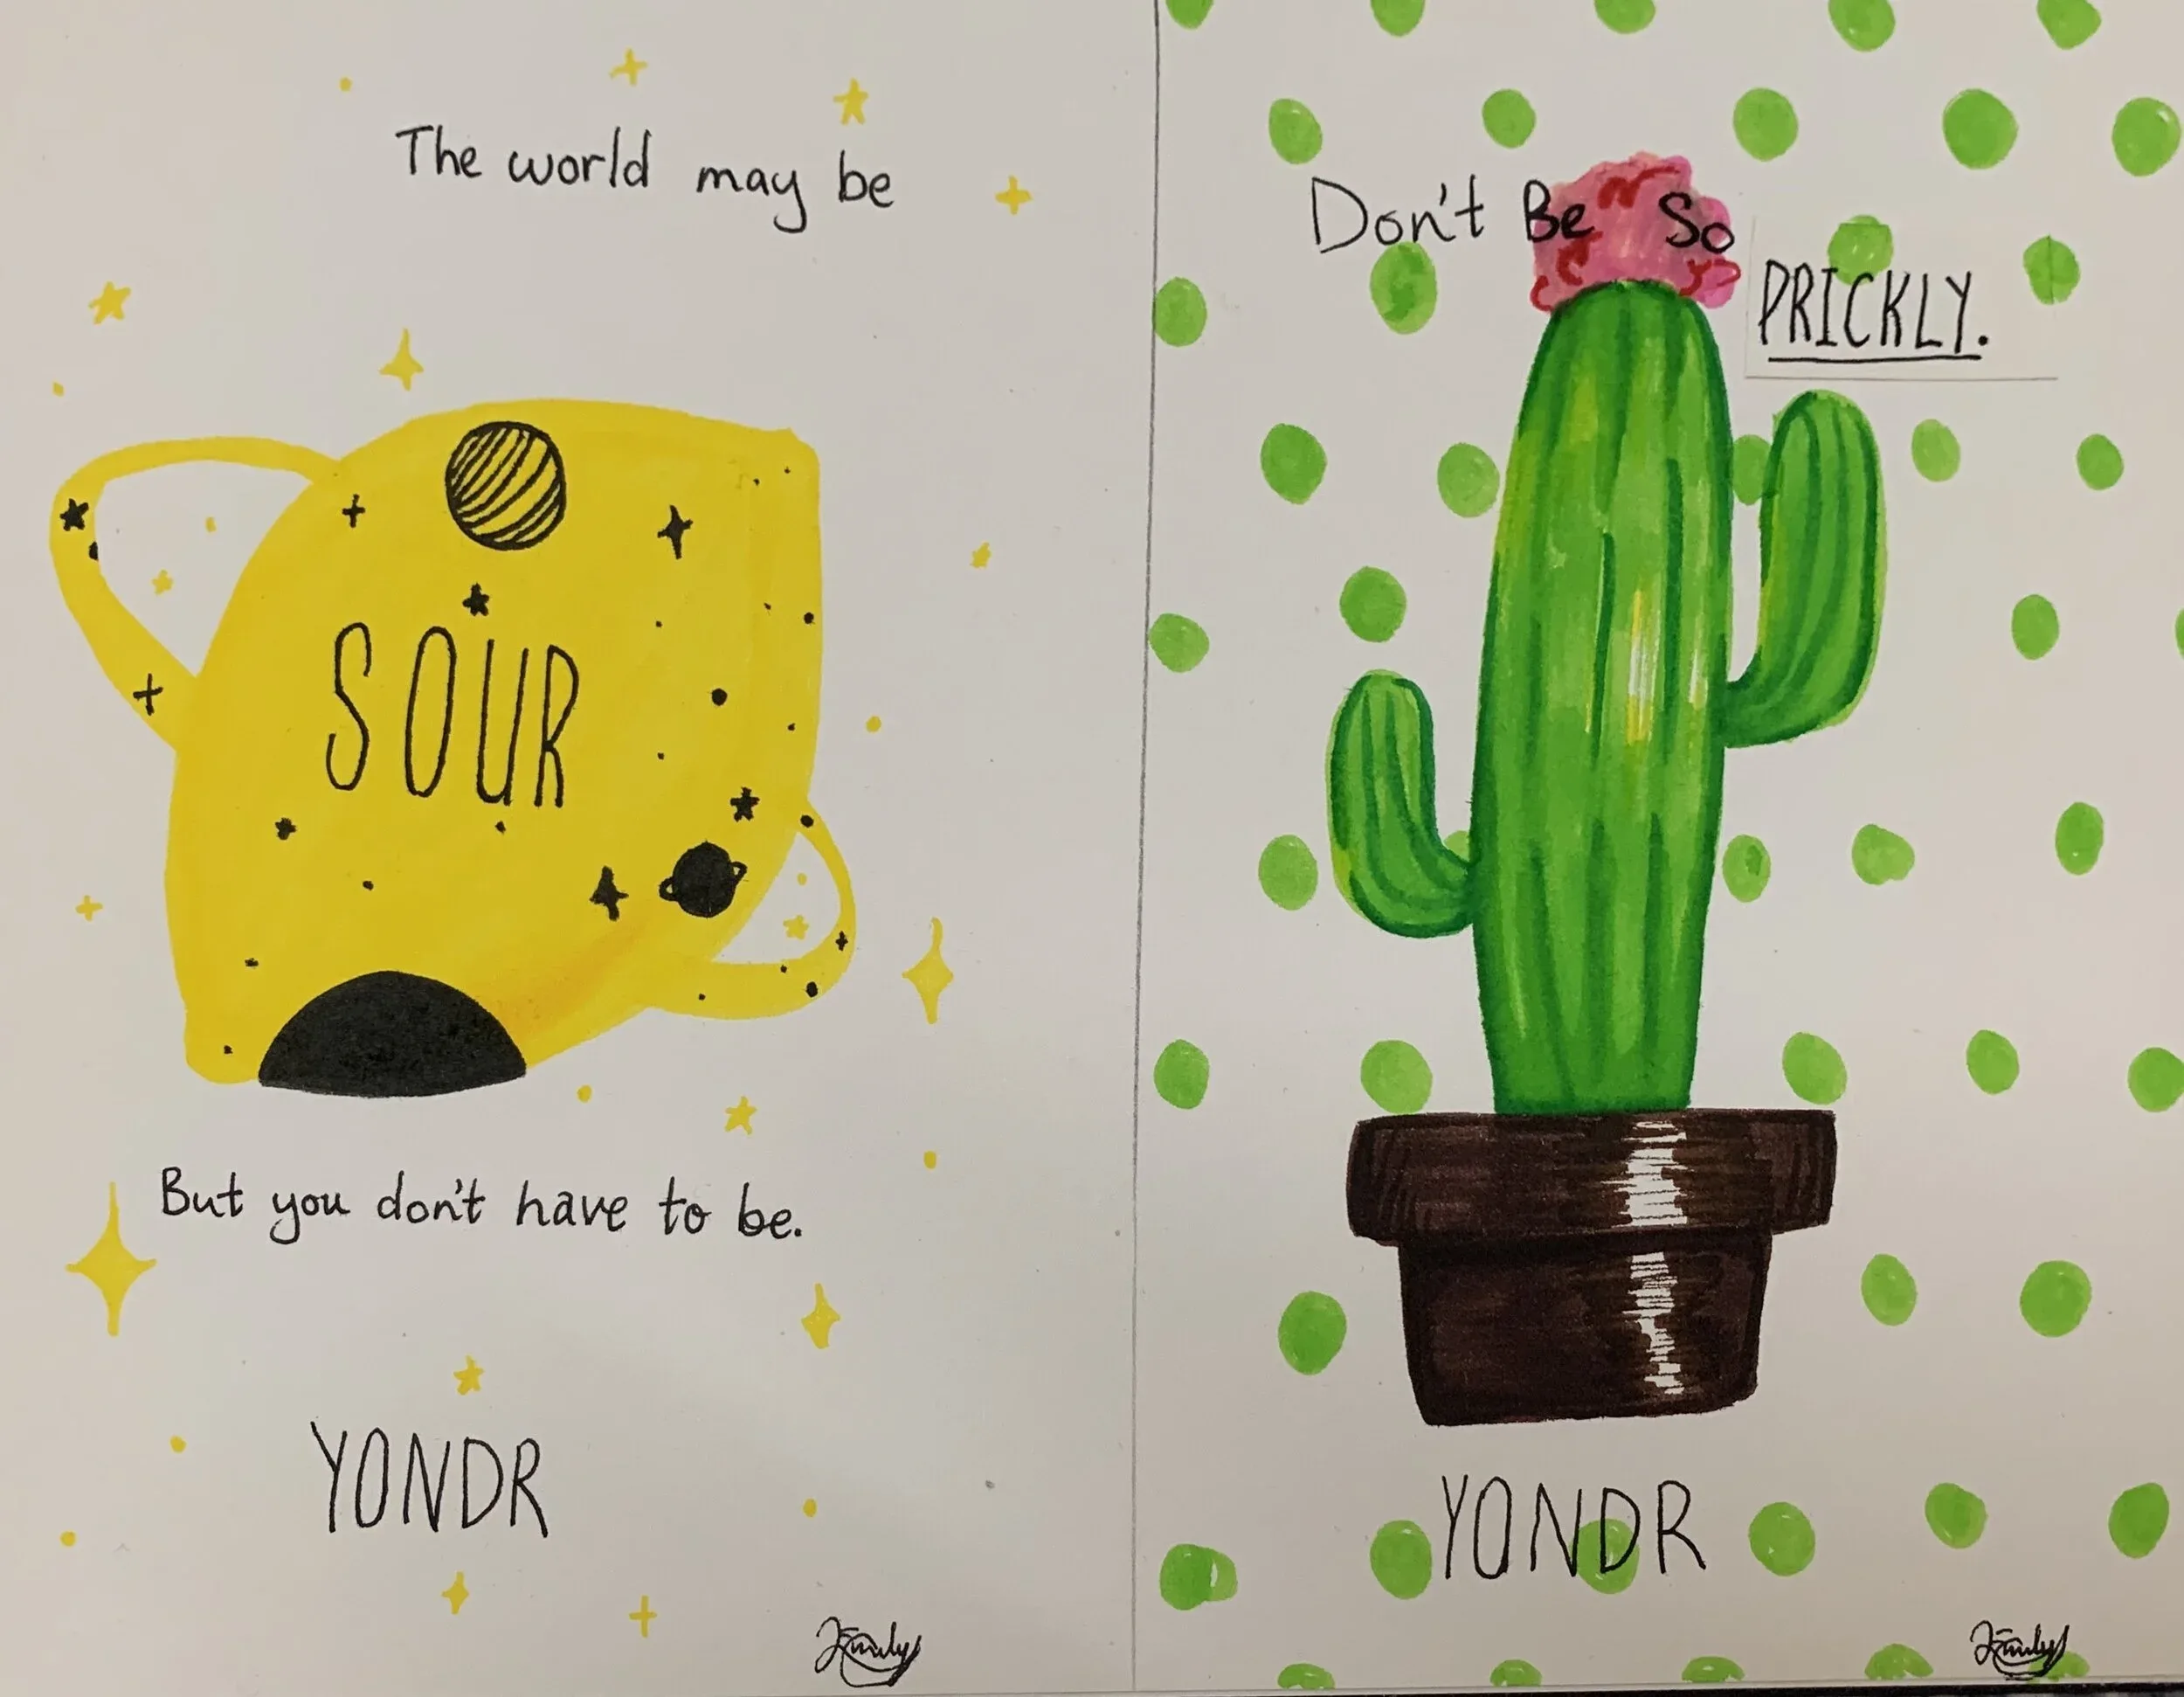 The world may be
SOUR
But you don't have to be.
YONDR
Don't Be So
PRICKLY.
YONDR